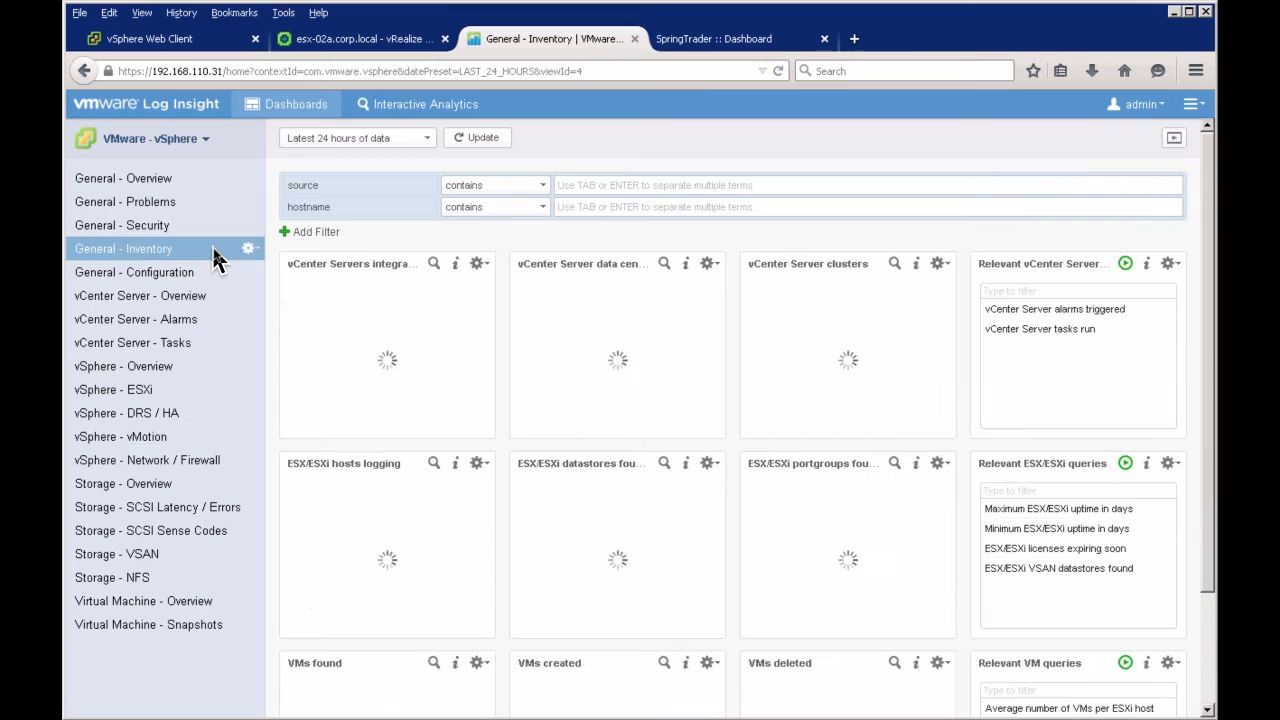 File Edit View History Bookmarks Tools Help
vSphere Web Client
esx-02a.corp.local - vRealize ...
General - Inventory | VMware...
SpringTrader :: Dashboard
https://192.168.110.31/home?contextId=com.vmware.vsphere&datePreset=LAST_24_HOURS&viewId=4
Search
vmware Log Insight
Dashboards
Interactive Analytics
admin
VMware - vSphere
Latest 24 hours of data
Update
General - Overview
General - Problems
General - Security
General - Inventory
General - Configuration
vCenter Server - Overview
vCenter Server - Alarms
vCenter Server - Tasks
vSphere - Overview
vSphere - ESXi
vSphere - DRS / HA
vSphere - vMotion
vSphere - Network / Firewall
Storage - Overview
Storage - SCSI Latency / Errors
Storage - SCSI Sense Codes
Storage - VSAN
Storage - NFS
Virtual Machine - Overview
Virtual Machine - Snapshots
source contains Use TAB or ENTER to separate multiple terms
hostname contains Use TAB or ENTER to separate multiple terms
Add Filter
vCenter Servers integra...
vCenter Server data cen...
vCenter Server clusters
Relevant vCenter Server...
Type to filter
vCenter Server alarms triggered
vCenter Server tasks run
ESX/ESXi hosts logging
ESX/ESXi datastores fou...
ESX/ESXi portgroups fou...
Relevant ESX/ESXi queries
Type to filter
Maximum ESX/ESXi uptime in days
Minimum ESX/ESXi uptime in days
ESX/ESXi licenses expiring soon
ESX/ESXi VSAN datastores found
VMs found
VMs created
VMs deleted
Relevant VM queries
Type to filter
Average number of VMs per ESXi host